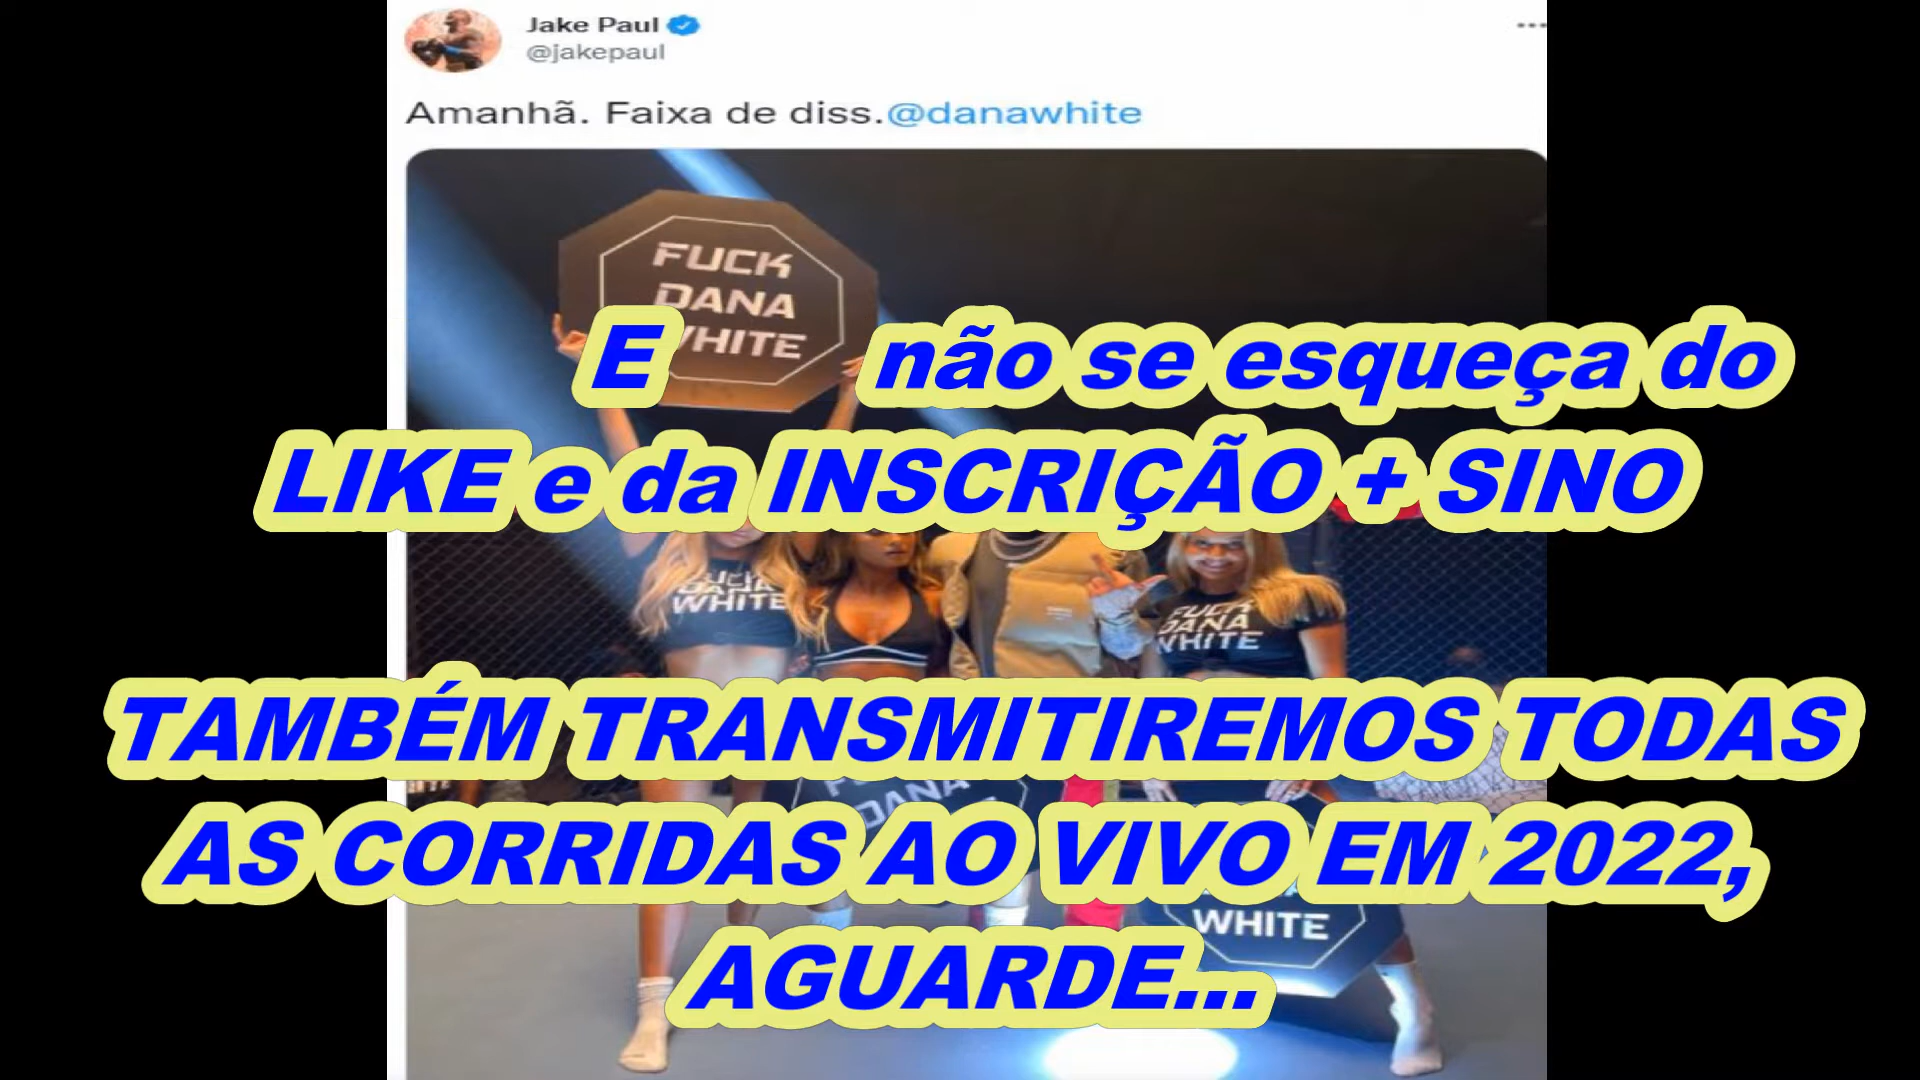 Jake Paul
@jakepaul
Amanhã. Faixa de diss.@danawhite
FUCK
DANA
WHITE
E não se esqueça do
LIKE e da INSCRIÇÃO + SINO
FUCK
DANA
WHITE
FUCK
DANA
WHITE
TAMBÉM TRANSMITIREMOS TODAS
DANA
AS CORRIDAS AO VIVO EM 2022,
WHITE
AGUARDE...